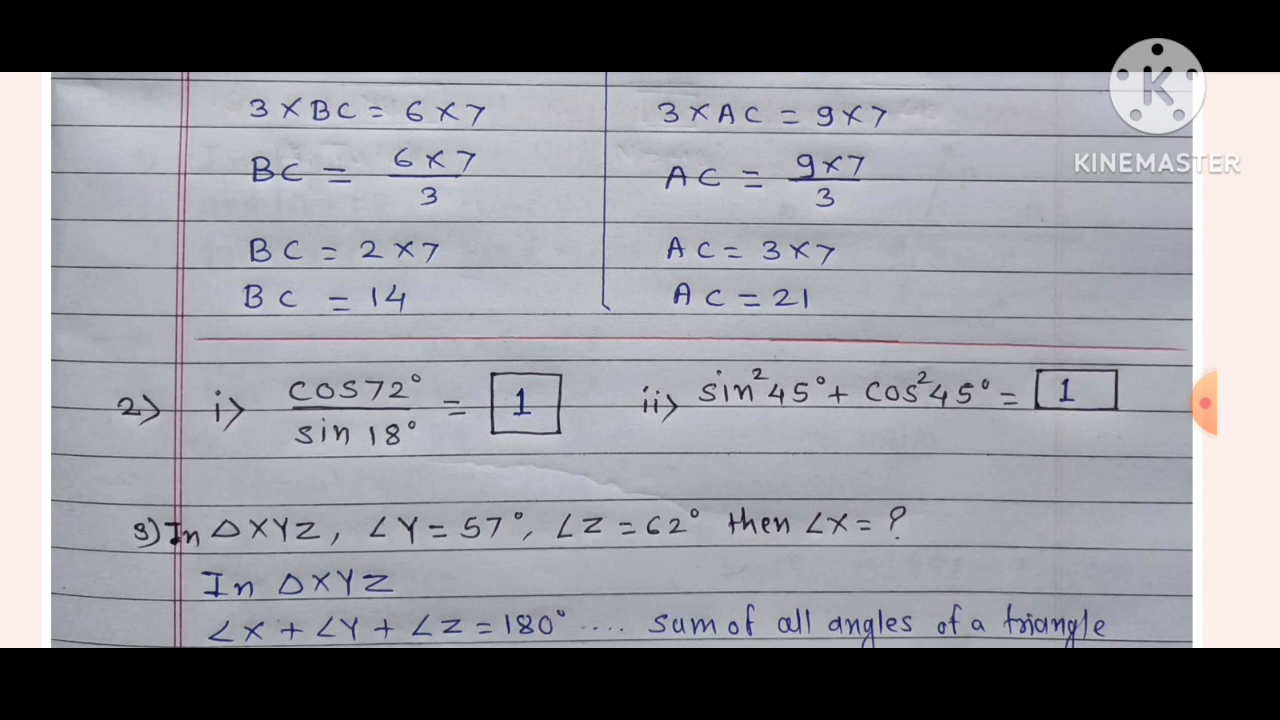 3 × BC = 6 × 7
BC = 6 × 7 / 3
BC = 2 × 7
BC = 14
3 × AC = 9 × 7
AC = 9 × 7 / 3
AC = 3 × 7
AC = 21
K
KINEMASTER
2) i) cos 72° / sin 18° = 1 ii) sin²45° + cos²45° = 1
3) In △XYZ, ∠Y = 57°, ∠Z = 62° then ∠X = ?
In △XYZ
∠X + ∠Y + ∠Z = 180° .... sum of all angles of a triangle